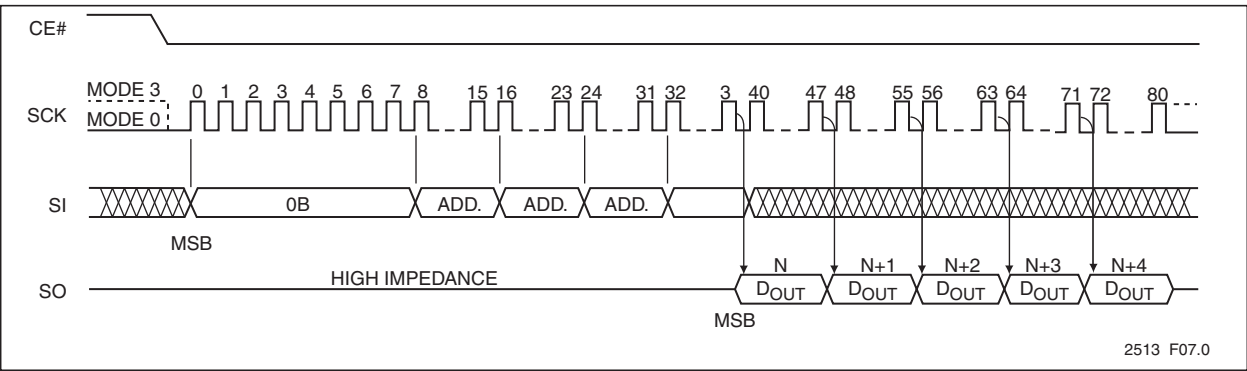 CE#
SCK
MODE 3
MODE 0
0 1 2 3 4 5 6 7 8 15 16 23 24 31 32 3 40 47 48 55 56 63 64 71 72 80
SI
0B ADD. ADD. ADD.
MSB
SO
HIGH IMPEDANCE
N N+1 N+2 N+3 N+4
DOUT DOUT DOUT DOUT DOUT
MSB
2513 F07.0